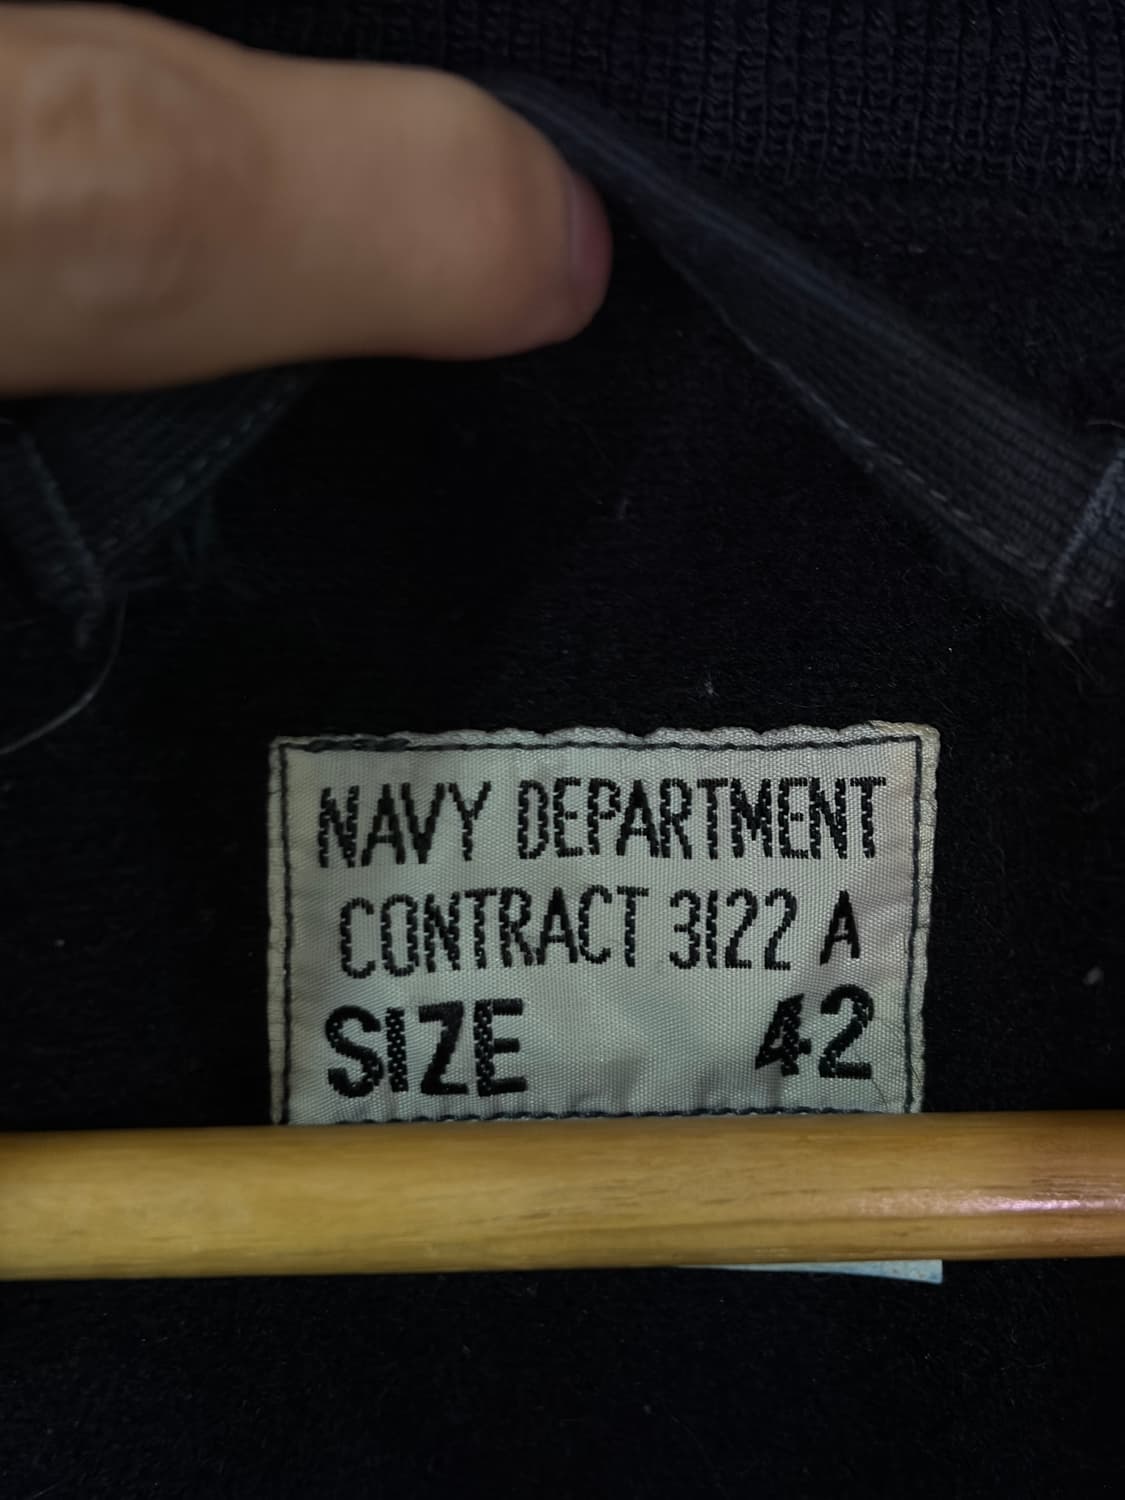 NAVY DEPARTMENT
CONTRACT 3122 A
SIZE 42